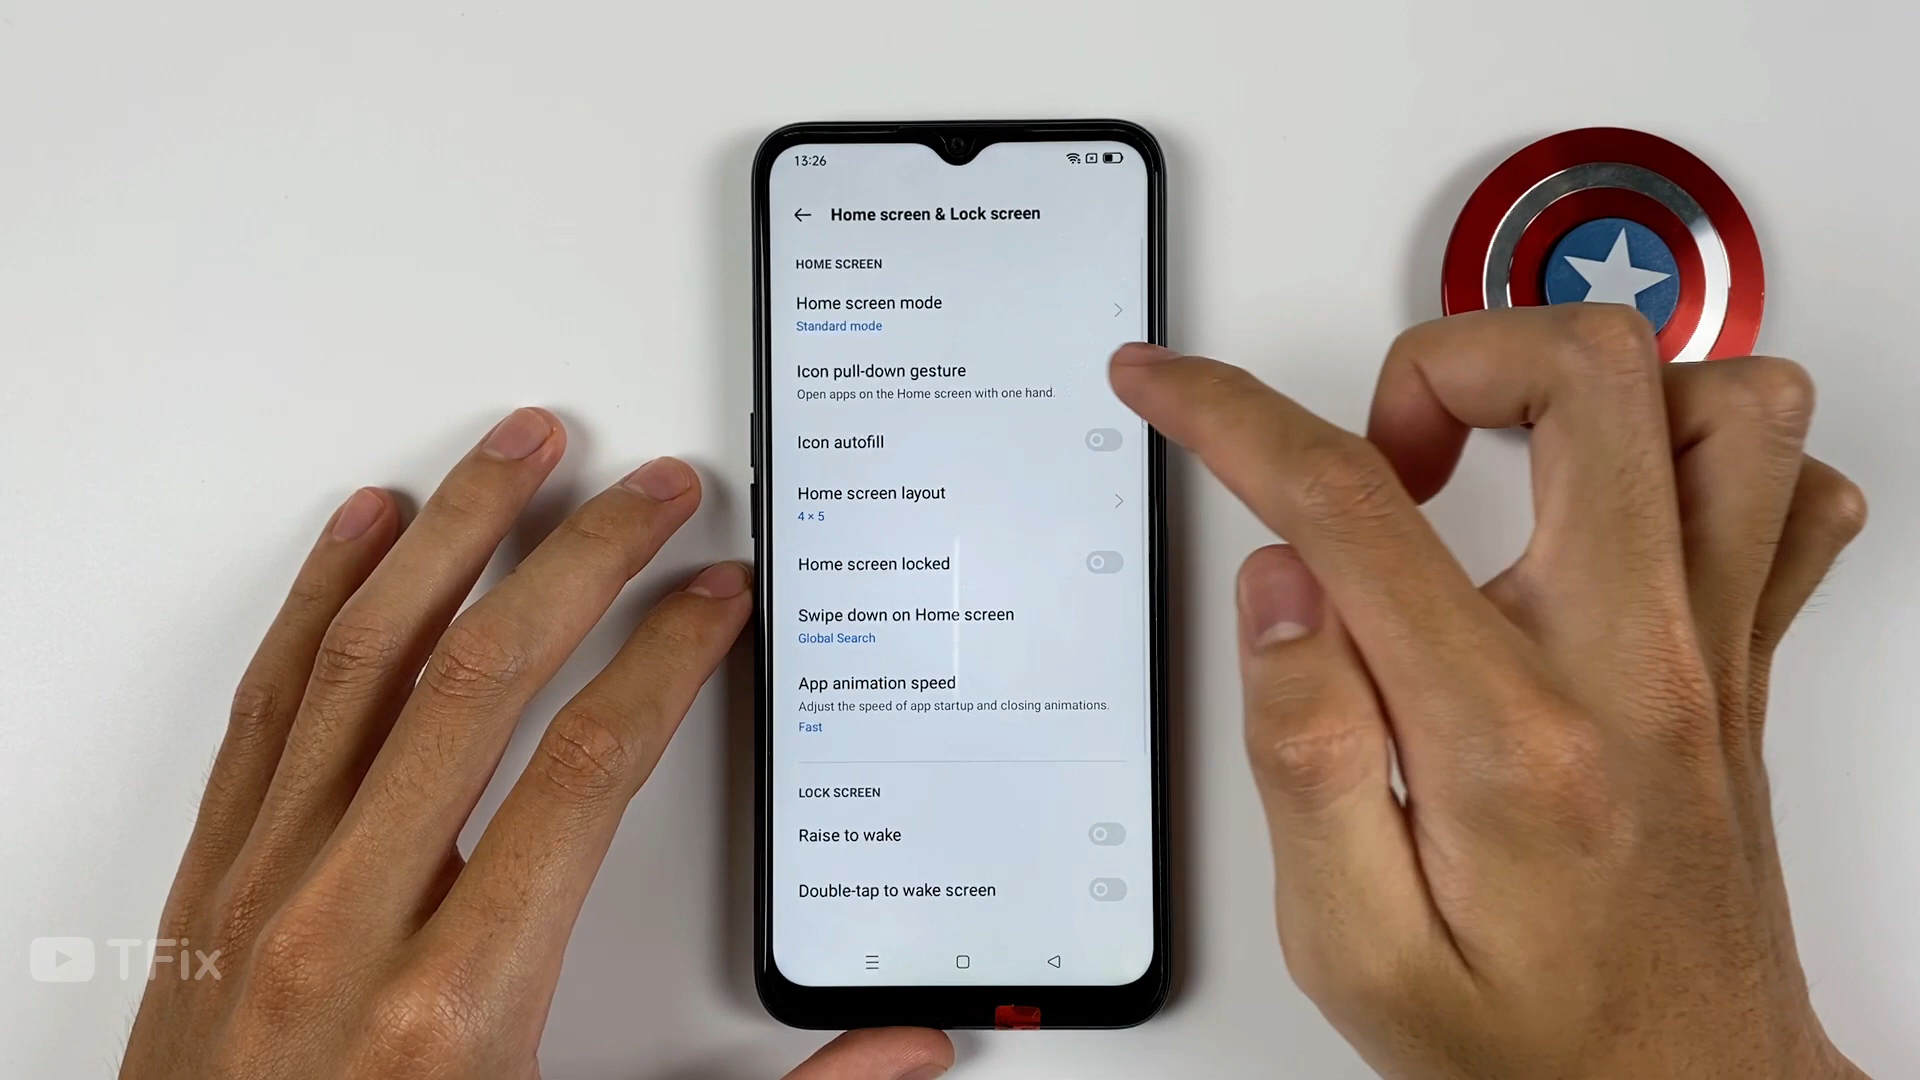 13:26
Home screen & Lock screen
HOME SCREEN
Home screen mode
Standard mode
Icon pull-down gesture
Open apps on the Home screen with one hand.
Icon autofill
Home screen layout
4 × 5
Home screen locked
Swipe down on Home screen
Global Search
App animation speed
Adjust the speed of app startup and closing animations.
Fast
LOCK SCREEN
Raise to wake
Double-tap to wake screen
TFix